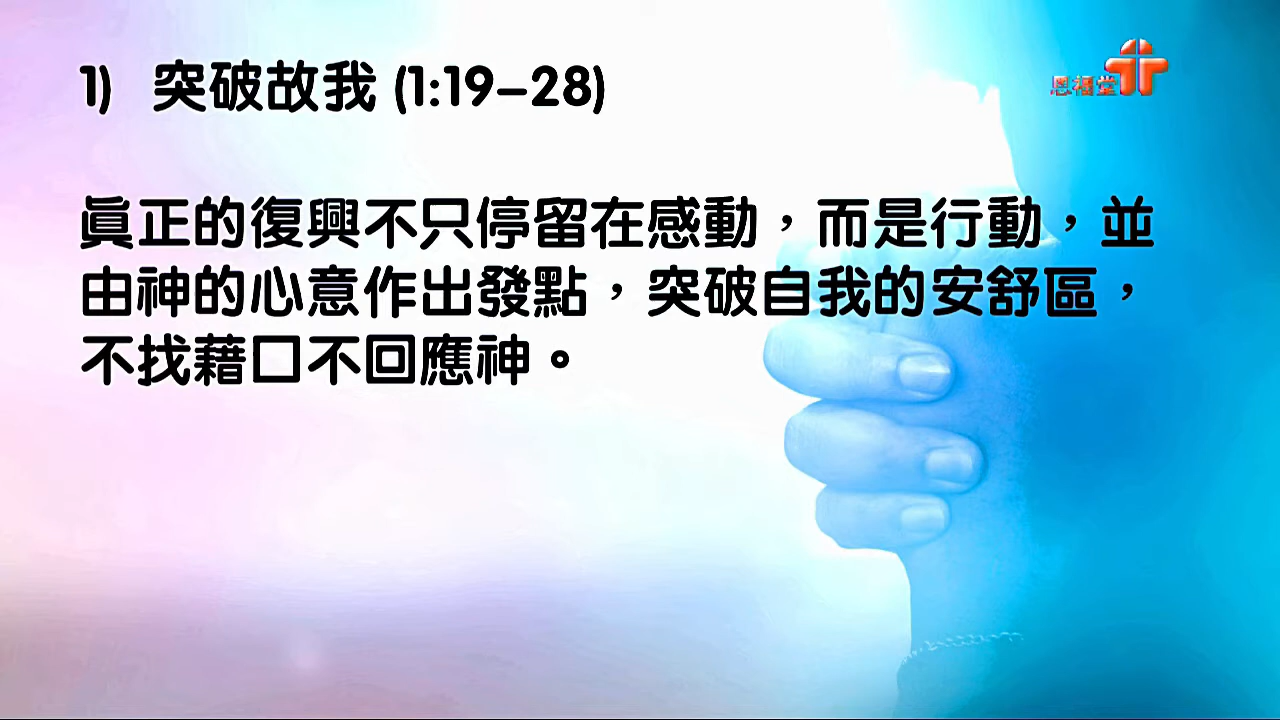 1) 突破故我 (1:19-28)
恩福堂
真正的復興不只停留在感動，而是行動，並
由神的心意作出發點，突破自我的安舒區，
不找藉口不回應神。